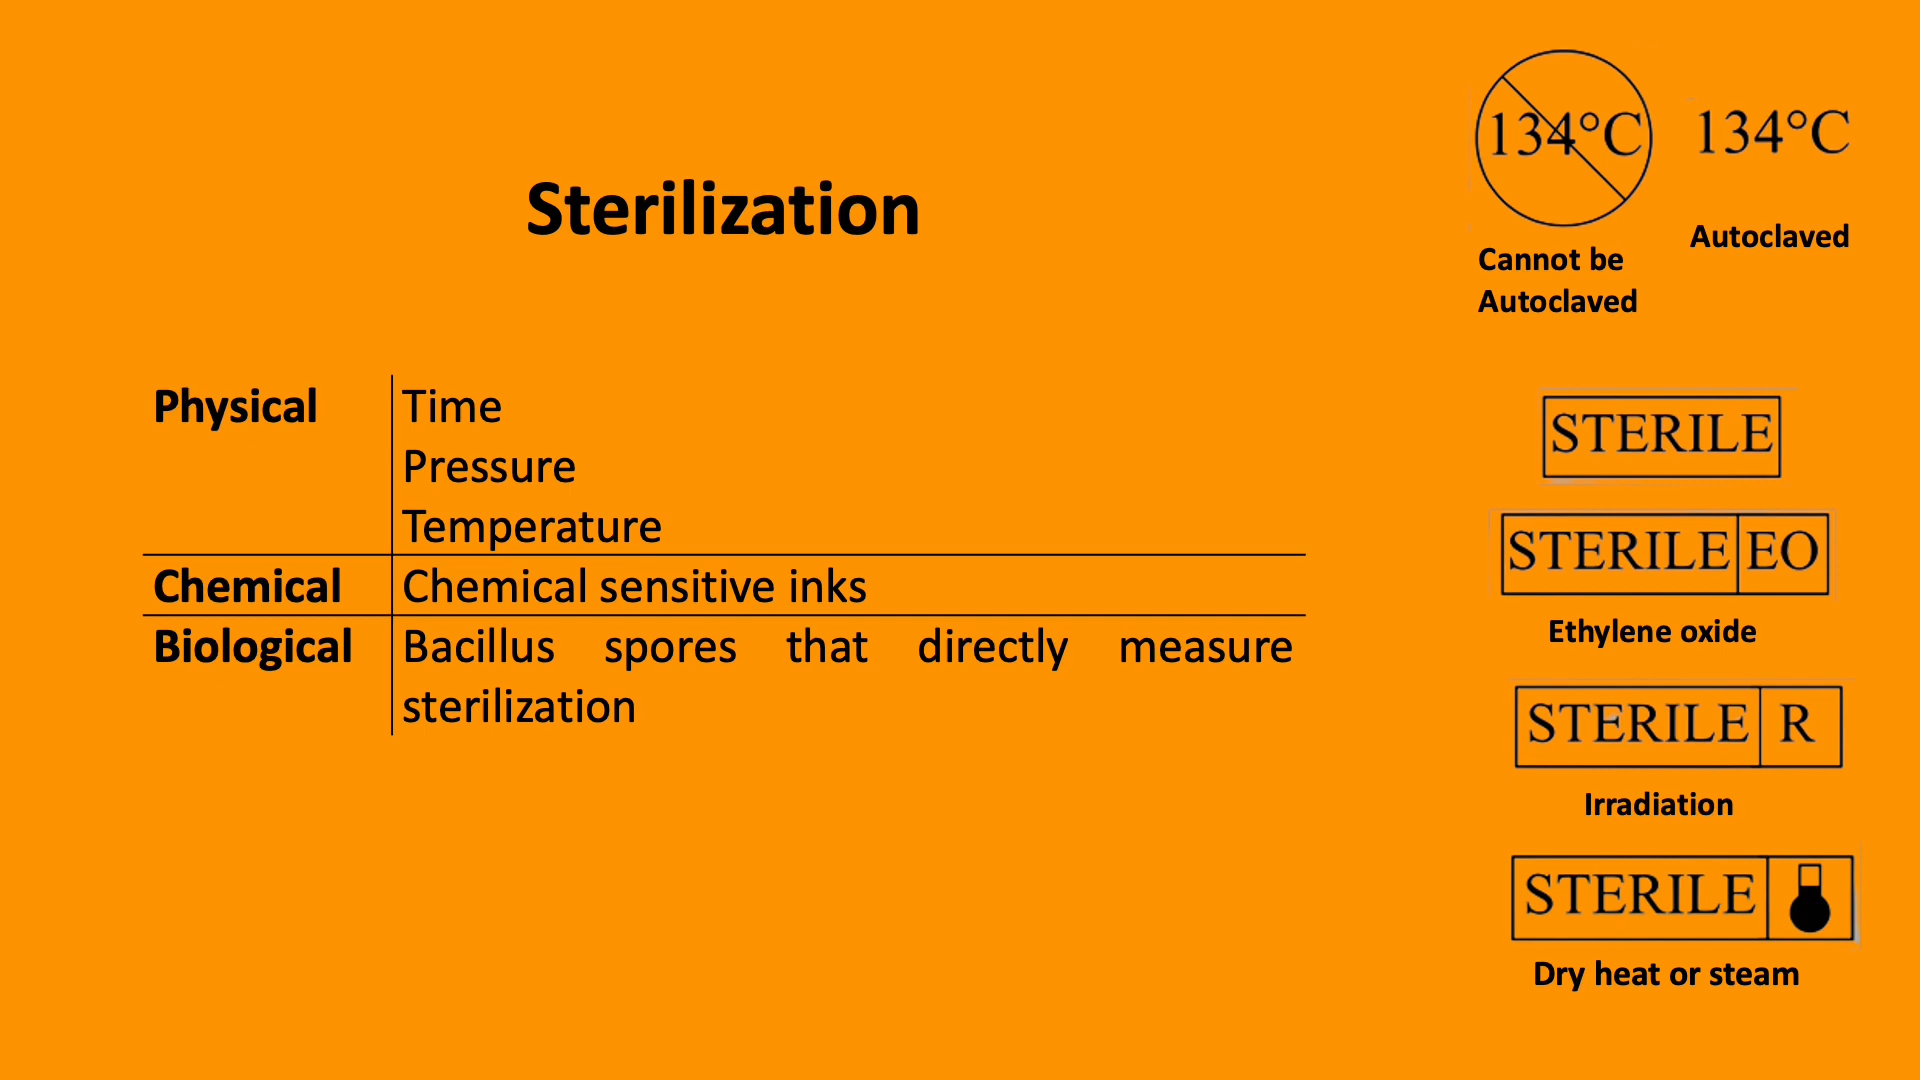 Sterilization
Physical
Time
Pressure
Temperature
Chemical
Chemical sensitive inks
Biological
Bacillus spores that directly measure
sterilization
134°C
Cannot be
Autoclaved
134°C
Autoclaved
STERILE
STERILE EO
Ethylene oxide
STERILE R
Irradiation
STERILE
Dry heat or steam